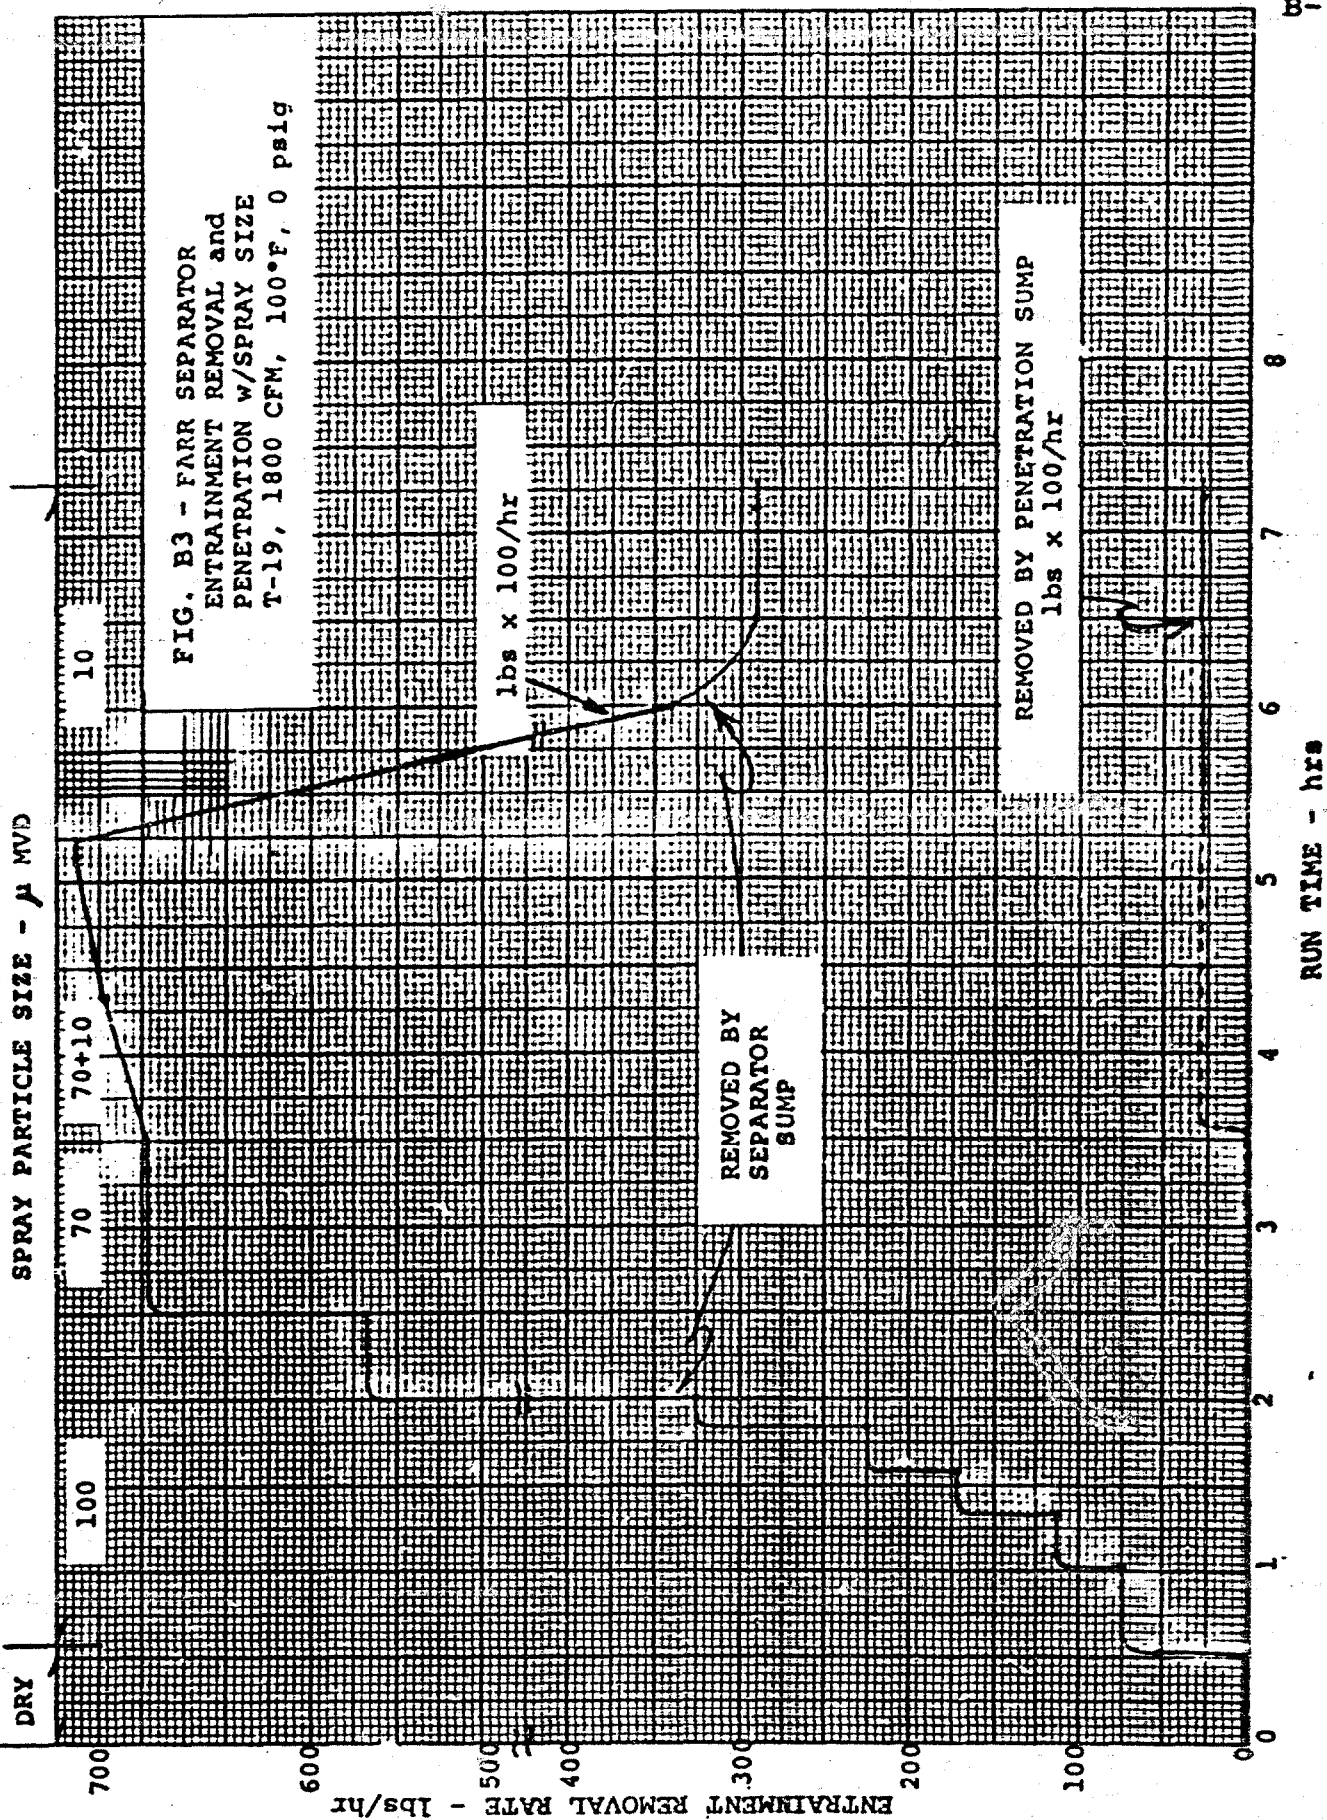 SPRAY PARTICLE SIZE - μ MVD
DRY
100
70
70+10
10
FIG. B3 - FARR SEPARATOR
ENTRAINMENT REMOVAL and
PENETRATION w/SPRAY SIZE
T-19, 1800 CFM, 100°F, 0 psig
lbs x 100/hr
REMOVED BY
SEPARATOR
SUMP
REMOVED BY PENETRATION SUMP
lbs x 100/hr
ENTRAINMENT REMOVAL RATE - lbs/hr
700
600
500
400
300
200
100
0
0
1
2
3
4
5
6
7
8
RUN TIME - hrs